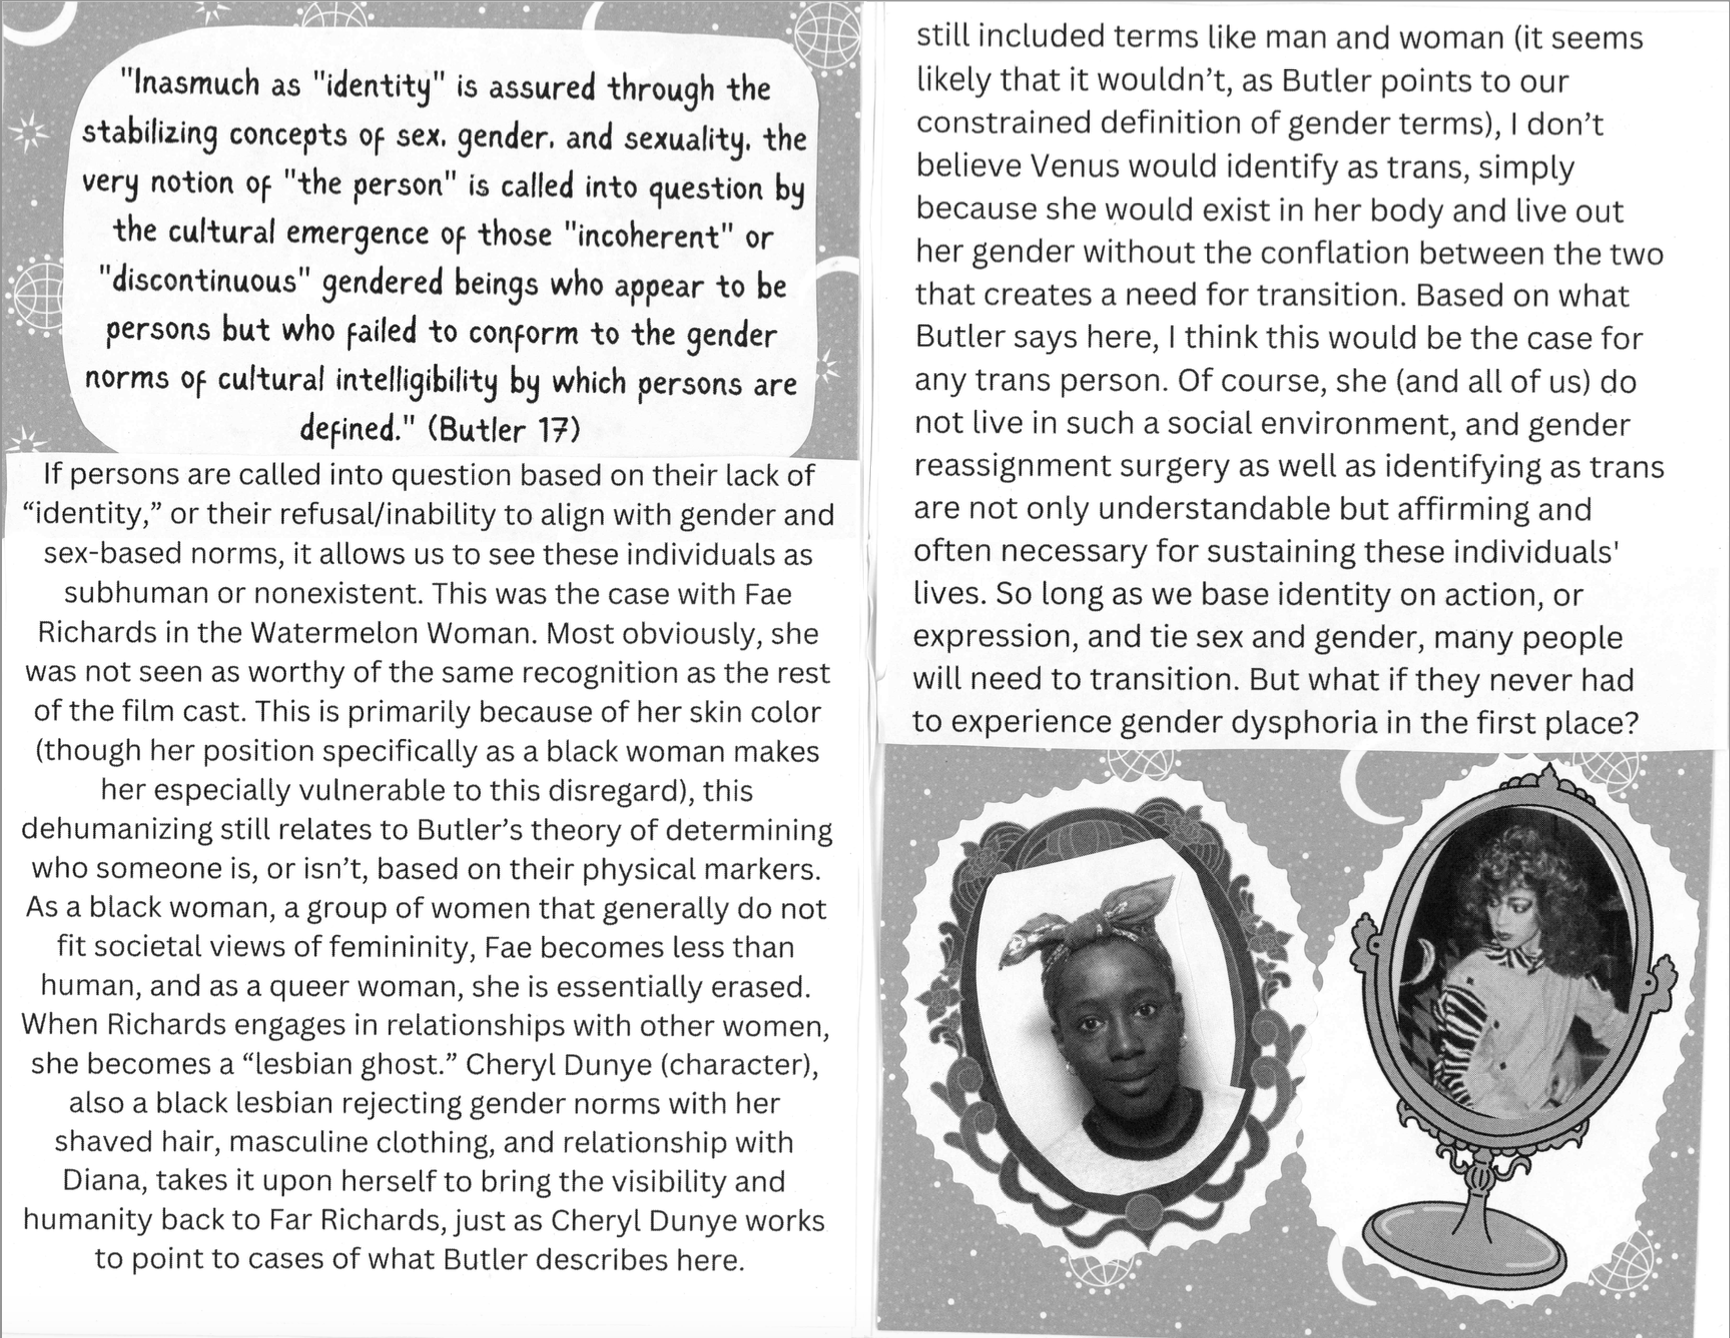 "Inasmuch as "identity" is assured through the
stabilizing concepts of sex, gender, and sexuality, the
very notion of "the person" is called into question by
the cultural emergence of those "incoherent" or
"discontinuous" gendered beings who appear to be
persons but who failed to conform to the gender
norms of cultural intelligibility by which persons are
defined." (Butler 17)
If persons are called into question based on their lack of
“identity,” or their refusal/inability to align with gender and
sex-based norms, it allows us to see these individuals as
subhuman or nonexistent. This was the case with Fae
Richards in the Watermelon Woman. Most obviously, she
was not seen as worthy of the same recognition as the rest
of the film cast. This is primarily because of her skin color
(though her position specifically as a black woman makes
her especially vulnerable to this disregard), this
dehumanizing still relates to Butler’s theory of determining
who someone is, or isn’t, based on their physical markers.
As a black woman, a group of women that generally do not
fit societal views of femininity, Fae becomes less than
human, and as a queer woman, she is essentially erased.
When Richards engages in relationships with other women,
she becomes a “lesbian ghost.” Cheryl Dunye (character),
also a black lesbian rejecting gender norms with her
shaved hair, masculine clothing, and relationship with
Diana, takes it upon herself to bring the visibility and
humanity back to Far Richards, just as Cheryl Dunye works
to point to cases of what Butler describes here.
still included terms like man and woman (it seems
likely that it wouldn’t, as Butler points to our
constrained definition of gender terms), I don’t
believe Venus would identify as trans, simply
because she would exist in her body and live out
her gender without the conflation between the two
that creates a need for transition. Based on what
Butler says here, I think this would be the case for
any trans person. Of course, she (and all of us) do
not live in such a social environment, and gender
reassignment surgery as well as identifying as trans
are not only understandable but affirming and
often necessary for sustaining these individuals'
lives. So long as we base identity on action, or
expression, and tie sex and gender, many people
will need to transition. But what if they never had
to experience gender dysphoria in the first place?